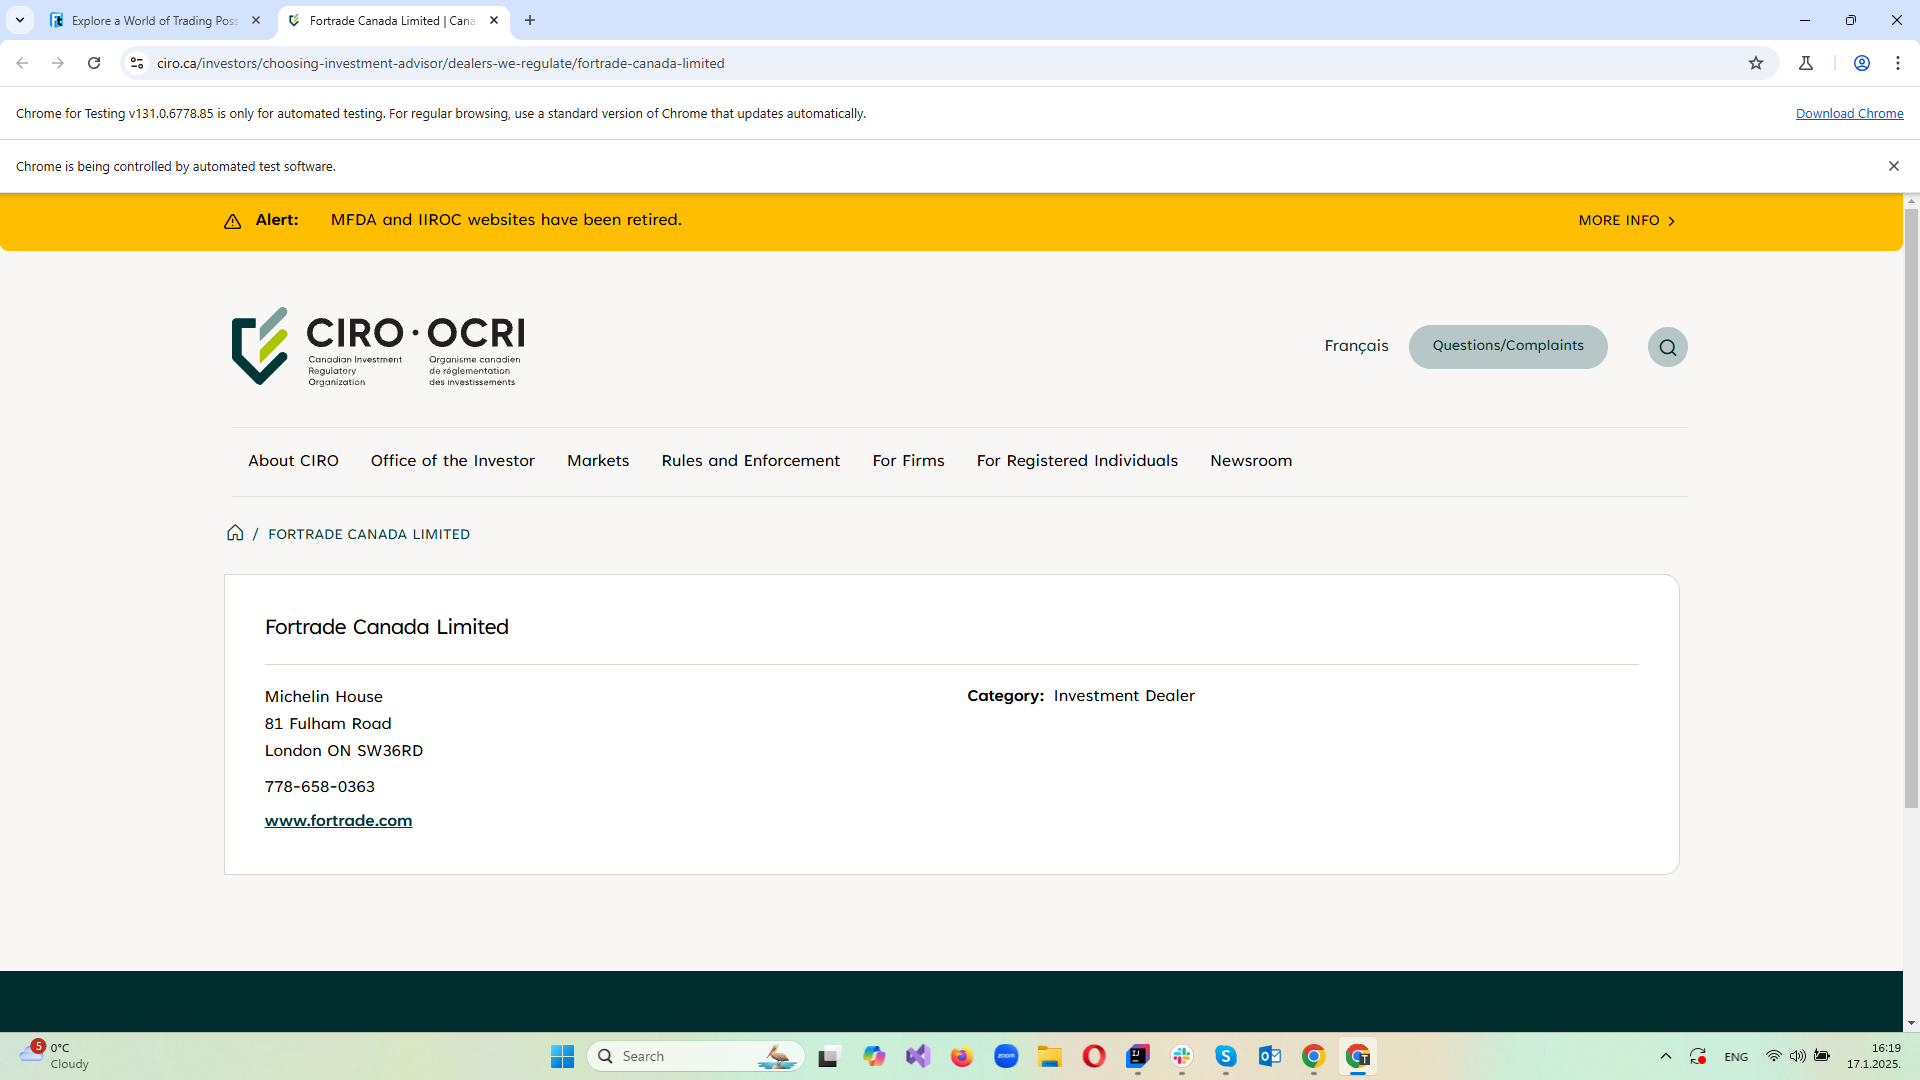 Explore a World of Trading Poss
Fortrade Canada Limited | Cana
ciro.ca/investors/choosing-investment-advisor/dealers-we-regulate/fortrade-canada-limited
Chrome for Testing v131.0.6778.85 is only for automated testing. For regular browsing, use a standard version of Chrome that updates automatically.
Download Chrome
Chrome is being controlled by automated test software.
Alert: MFDA and IIROC websites have been retired.
MORE INFO
CIRO·OCRI
Canadian Investment
Regulatory
Organization
Organisme canadien
de réglementation
des investissements
Français
Questions/Complaints
About CIRO
Office of the Investor
Markets
Rules and Enforcement
For Firms
For Registered Individuals
Newsroom
/ FORTRADE CANADA LIMITED
Fortrade Canada Limited
Michelin House
81 Fulham Road
London ON SW36RD
778-658-0363
www.fortrade.com
Category: Investment Dealer
5
0°C
Cloudy
Search
zoom
ENG
16:19
17.1.2025.